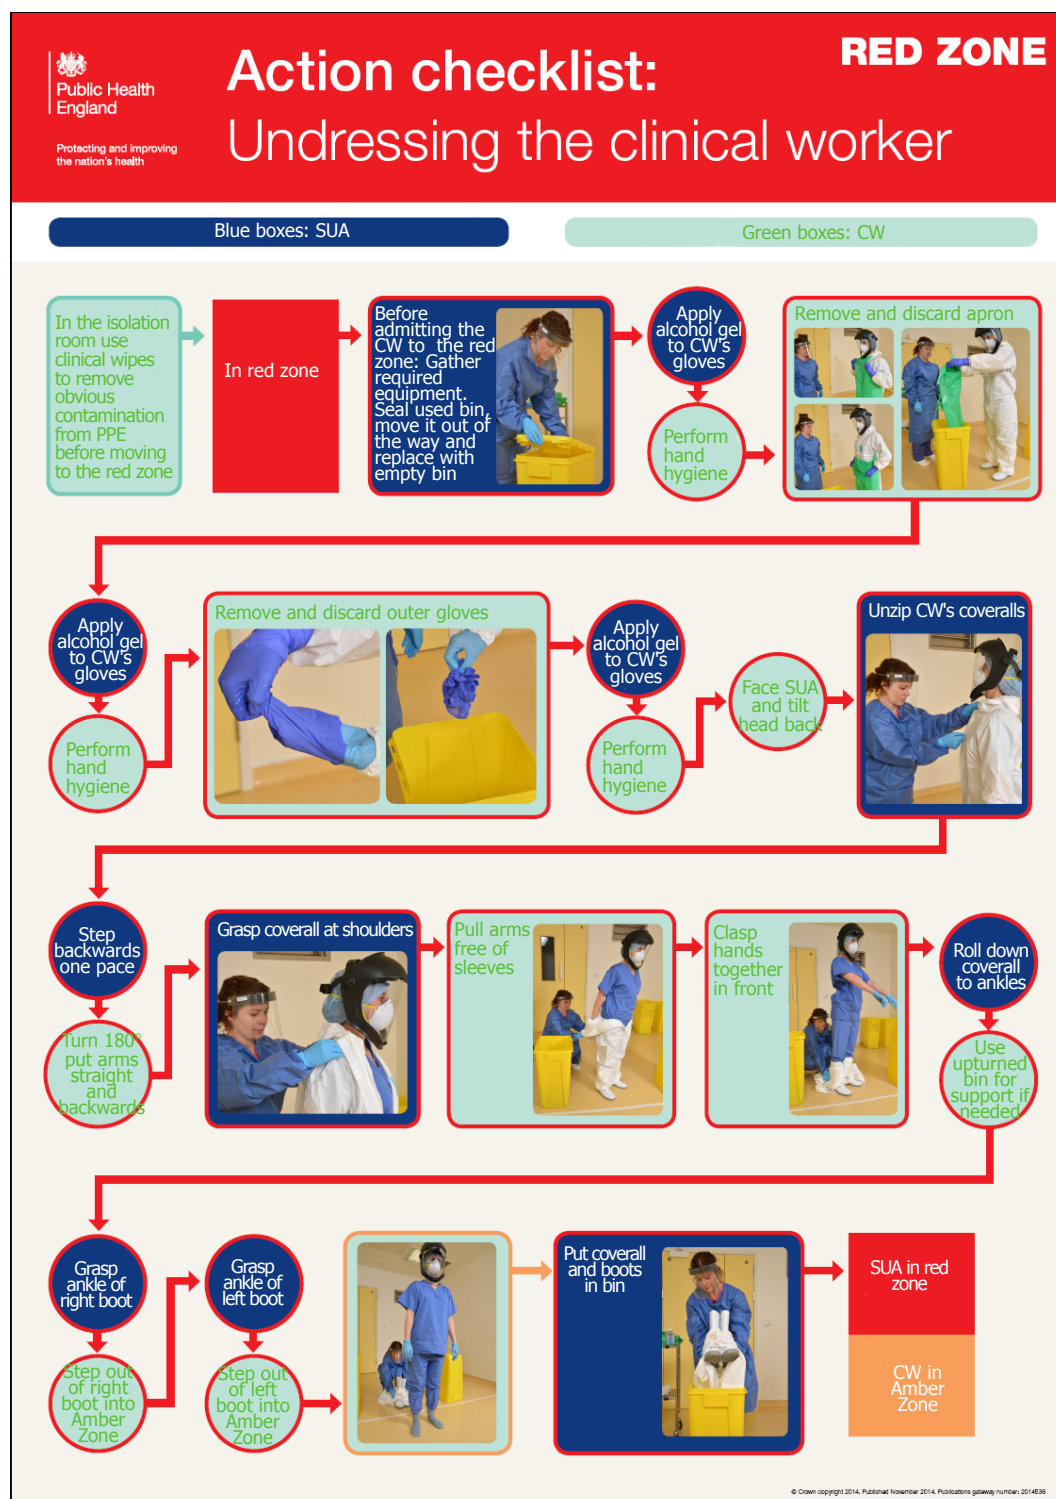 Public Health
England
Protecting and improving
the nation's health
Action checklist:
Undressing the clinical worker
RED ZONE
Blue boxes: SUA
Green boxes: CW
In the isolation
room use
clinical wipes
to remove
obvious
contamination
from PPE
before moving
to the red zone
In red zone
Before
admitting the
CW to the red
zone: Gather
required
equipment.
Seal used bin,
move it out of
the way and
replace with
empty bin
Apply
alcohol gel
to CW's
gloves
Perform
hand
hygiene
Remove and discard apron
Apply
alcohol gel
to CW's
gloves
Perform
hand
hygiene
Remove and discard outer gloves
Apply
alcohol gel
to CW's
gloves
Perform
hand
hygiene
Face SUA
and tilt
head back
Unzip CW's coveralls
Step
backwards
one pace
Turn 180°
put arms
straight
and
backwards
Grasp coverall at shoulders
Pull arms
free of
sleeves
Clasp
hands
together
in front
Roll down
coverall
to ankles
Use
upturned
bin for
support if
needed
Grasp
ankle of
right boot
Step out
of right
boot into
Amber
Zone
Grasp
ankle of
left boot
Step out
of left
boot into
Amber
Zone
Put coverall
and boots
in bin
SUA in red
zone
CW in
Amber
Zone
© Crown copyright 2014. Published November 2014. Publications gateway number: 2014536